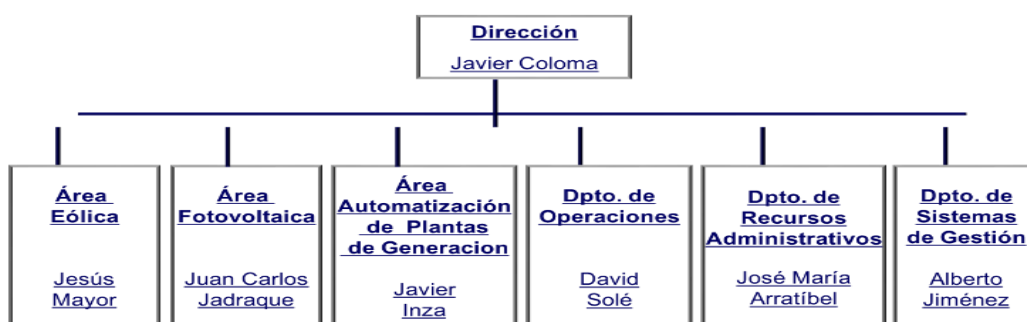 Dirección
Javier Coloma
Área
Eólica
Jesús
Mayor
Área
Fotovoltaica
Juan Carlos
Jadraque
Área
Automatización
de Plantas
de Generacion
Javier
Inza
Dpto. de
Operaciones
David
Solé
Dpto. de
Recursos
Administrativos
José María
Arratíbel
Dpto. de
Sistemas
de Gestión
Alberto
Jiménez